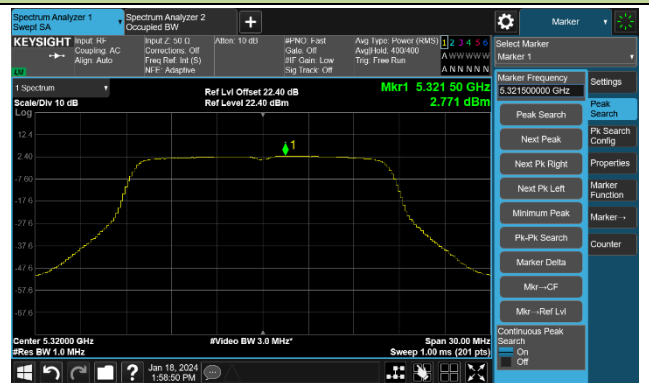 Spectrum Analyzer 1
Swept SA
Spectrum Analyzer 2
Occupied BW
Marker
KEYSIGHT
Input: RF
Coupling: AC
Align: Auto
Input Z: 50 Ω
Corrections: Off
Freq Ref: Int (S)
NFE: Adaptive
Atten: 10 dB
#PNO: Fast
Gate: Off
#IF Gain: Low
Sig Track: Off
Avg Type: Power (RMS)
Avg|Hold: 400/400
Trig: Free Run
1 2 3 4 5 6
A W W W W W
A N N N N N
LM
Select Marker
Marker 1
1 Spectrum
Scale/Div 10 dB
Log
Ref Lvl Offset 22.40 dB
Ref Level 22.40 dBm
Mkr1 5.321 50 GHz
2.771 dBm
12.4
2.40
-7.60
-17.6
-27.6
-37.6
-47.6
-57.6
-67.6
1
Center 5.32000 GHz
#Res BW 1.0 MHz
#Video BW 3.0 MHz*
Span 30.00 MHz
Sweep 1.00 ms (201 pts)
Marker Frequency
5.321500000 GHz
Peak Search
Next Peak
Next Pk Right
Next Pk Left
Minimum Peak
Pk-Pk Search
Marker Delta
Mkr→CF
Mkr→Ref Lvl
Continuous Peak
Search
On
Off
Settings
Peak
Search
Pk Search
Config
Properties
Marker
Function
Marker→
Counter
?
Jan 18, 2024
1:58:50 PM